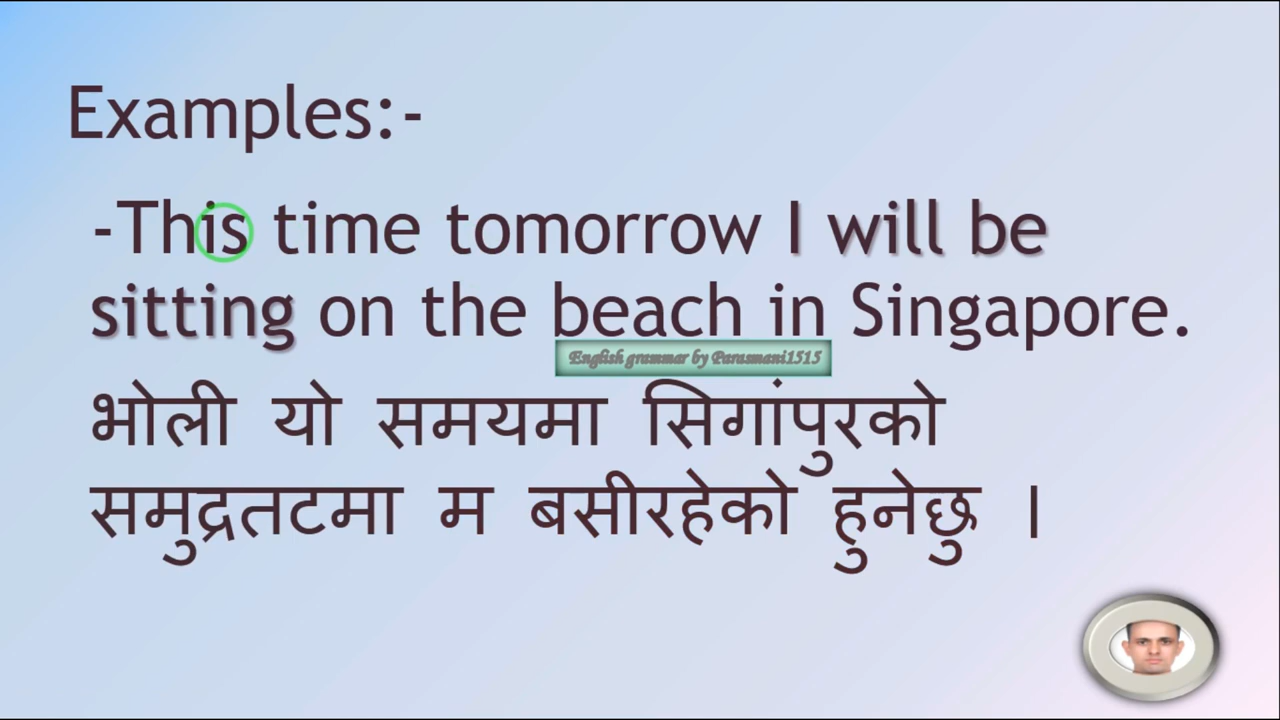 Examples:-
-This time tomorrow I will be
sitting on the beach in Singapore.
English grammar by Parasmani1515
भोली यो समयमा सिगांपुरको
समुद्रतटमा म बसीरहेको हुनेछु ।